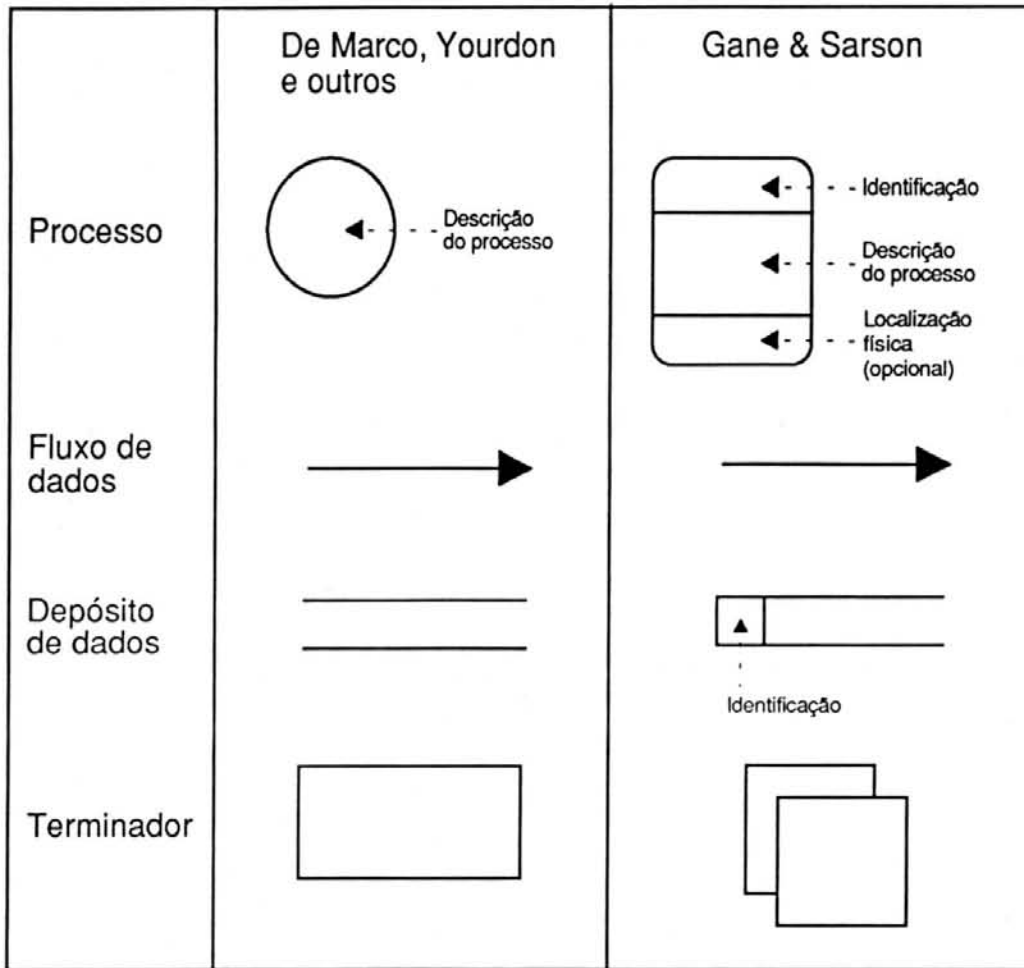 De Marco, Yourdon
e outros
Gane & Sarson
Processo
Descrição
do processo
Identificação
Descrição
do processo
Localização
física
(opcional)
Fluxo de
dados
Depósito
de dados
Identificação
Terminador